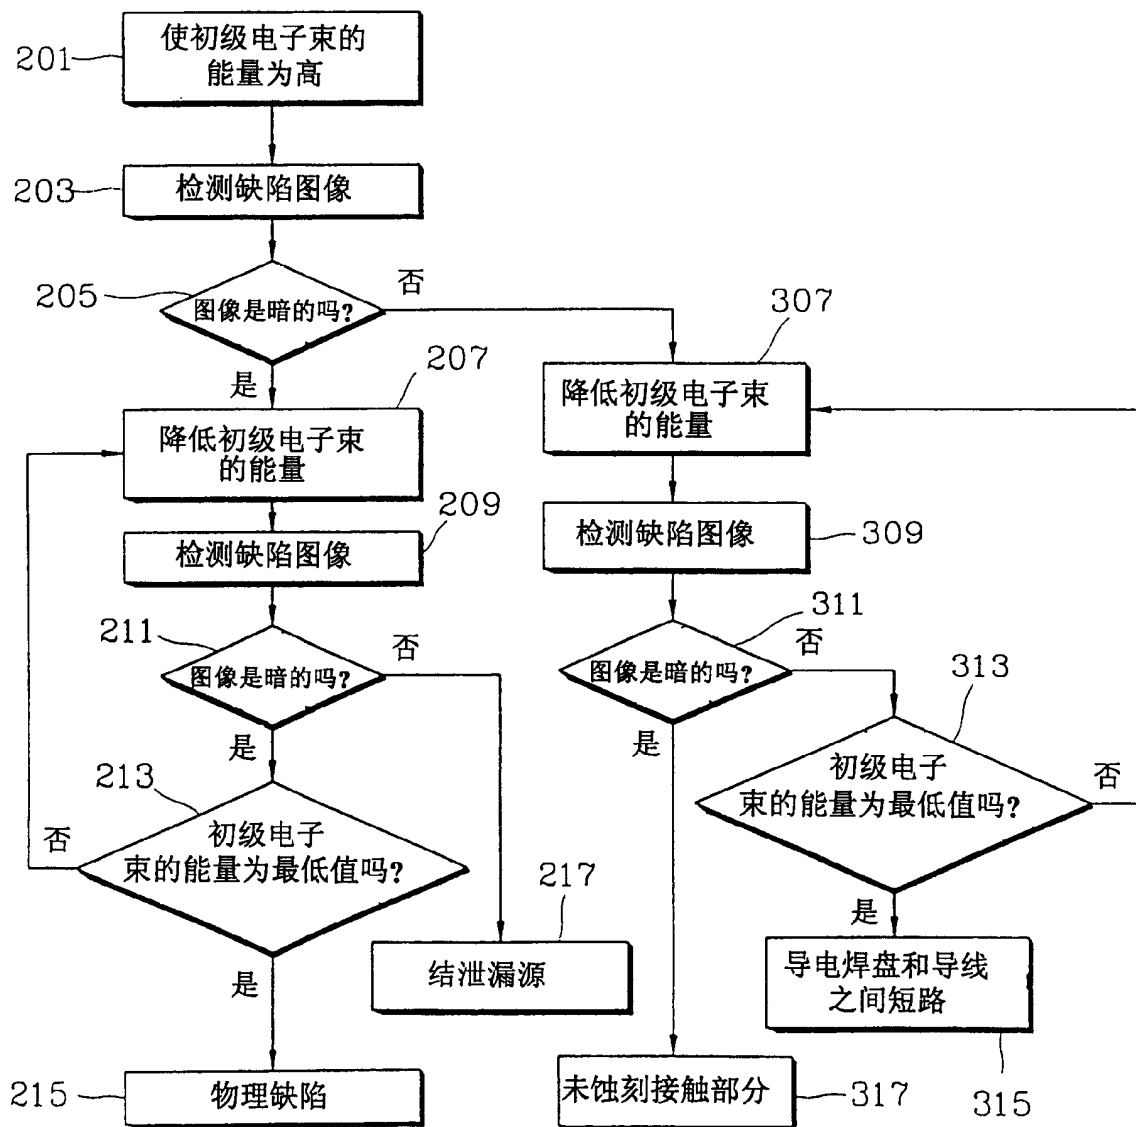 201
使初级电子束的
能量为高
203
检测缺陷图像
205
图像是暗的吗?
否
是
207
降低初级电子束
的能量
209
检测缺陷图像
211
图像是暗的吗?
否
是
213
初级电子
束的能量为最低值吗?
否
是
217
结泄漏源
215
物理缺陷
307
降低初级电子束
的能量
检测缺陷图像
309
311
图像是暗的吗?
否
是
313
初级电子
束的能量为最低值吗?
否
是
导电焊盘和导线
之间短路
315
未蚀刻接触部分
317